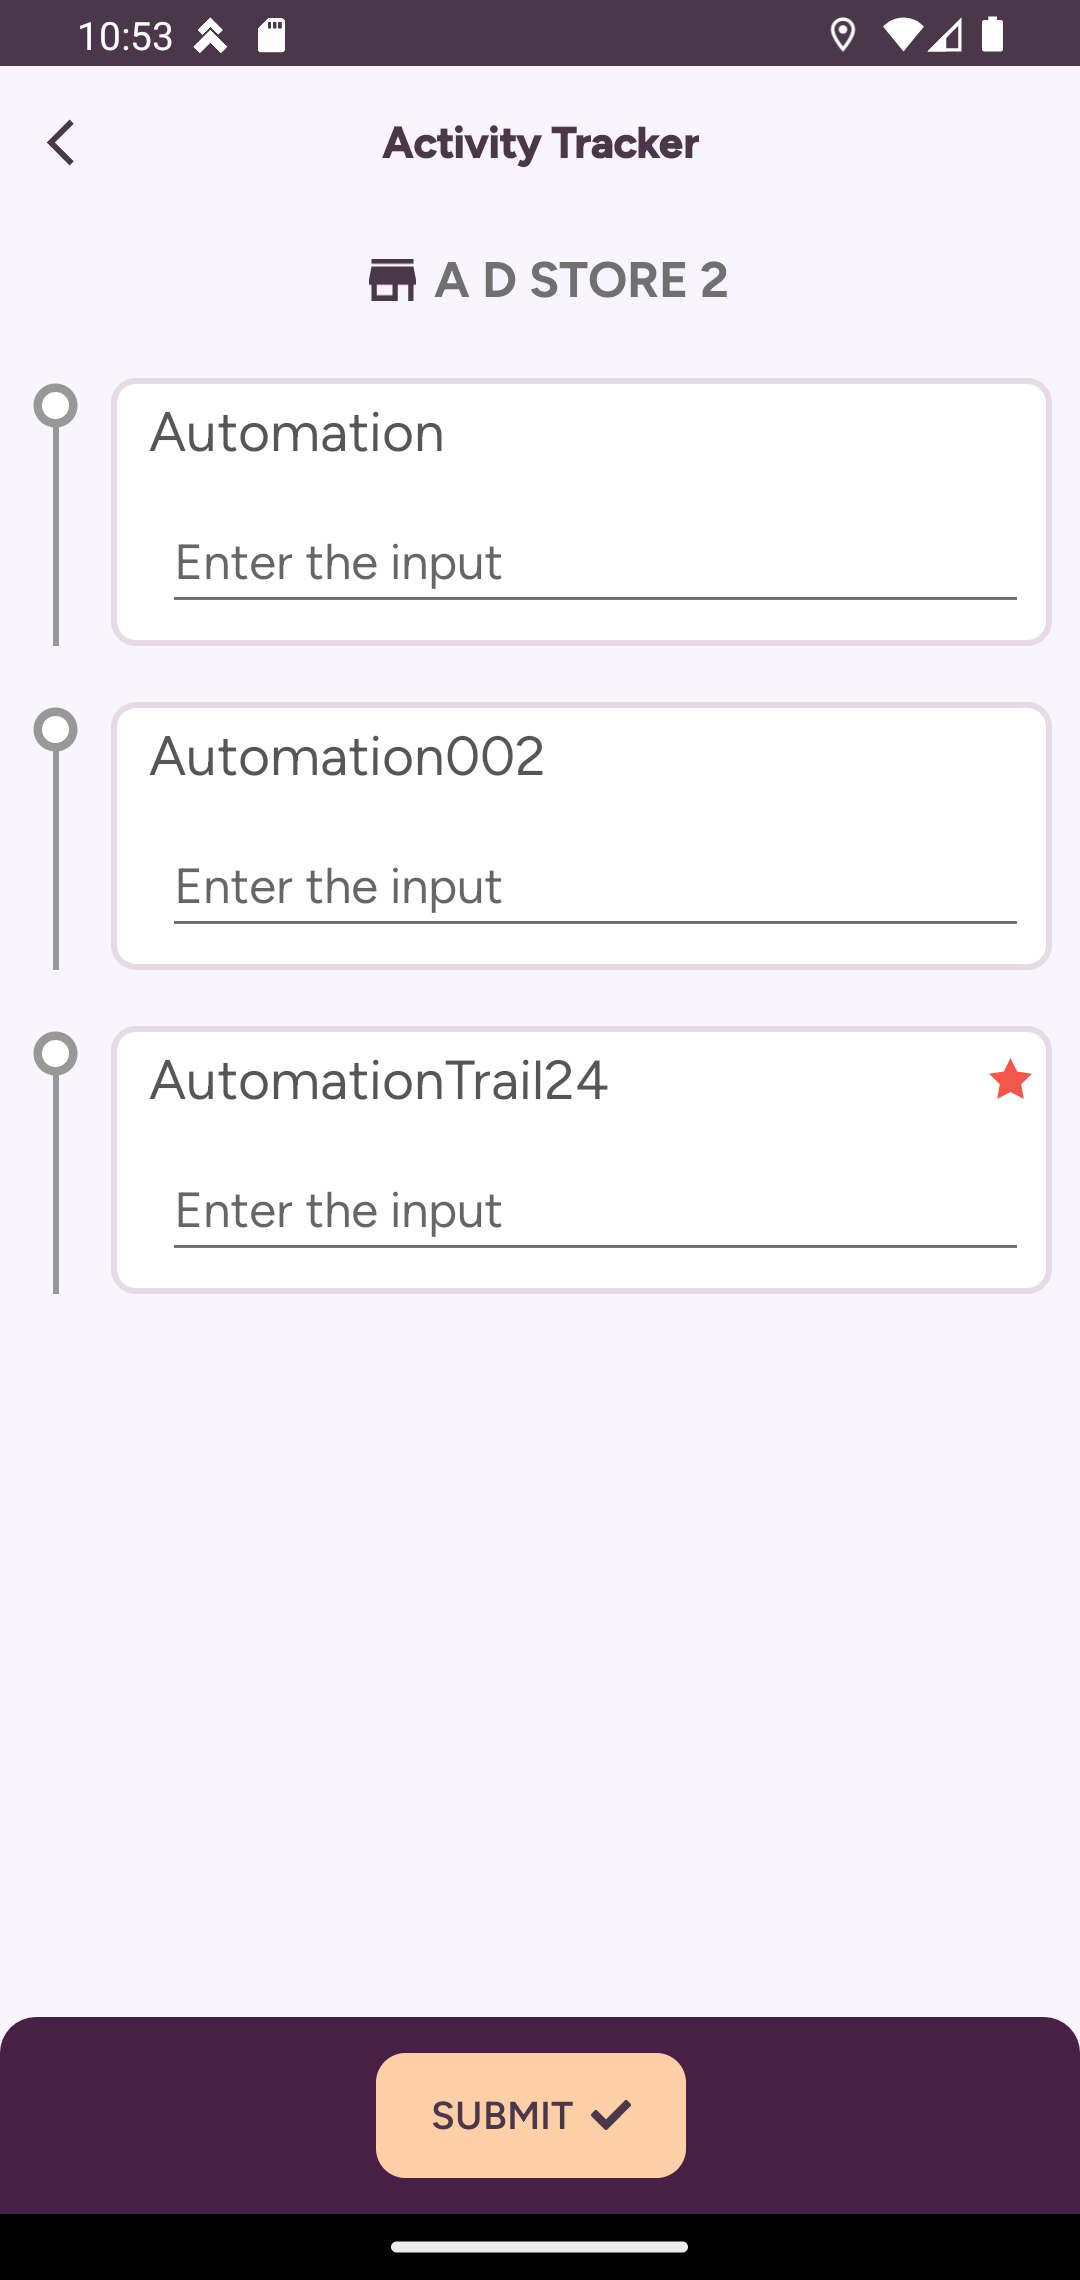 10:53
Activity Tracker
A D STORE 2
Automation
Enter the input
Automation002
Enter the input
AutomationTrail24
Enter the input
SUBMIT